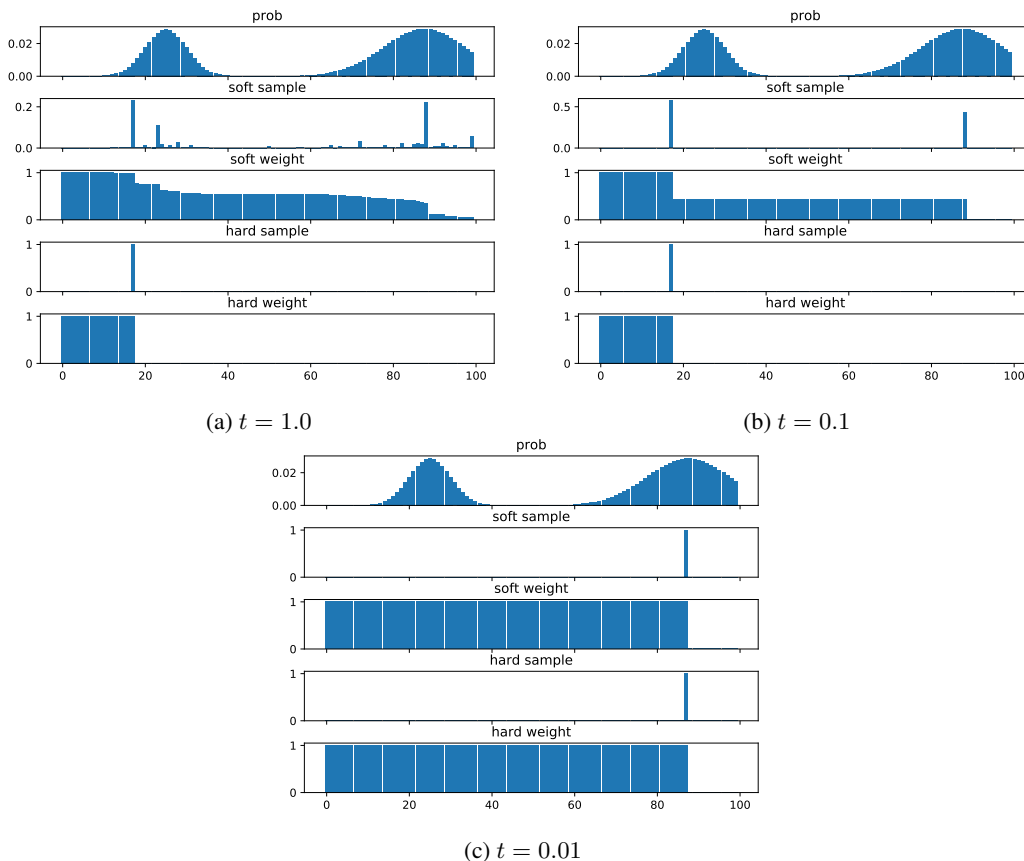 prob
0.02
0.00
soft sample
0.2
0.0
soft weight
1
0
hard sample
1
0
hard weight
1
0
0 20 40 60 80 100
(a) t = 1.0
prob
0.02
0.00
soft sample
0.5
0.0
soft weight
1
0
hard sample
1
0
hard weight
1
0
0 20 40 60 80 100
(b) t = 0.1
prob
0.02
0.00
soft sample
1
0
soft weight
1
0
hard sample
1
0
hard weight
1
0
0 20 40 60 80 100
(c) t = 0.01